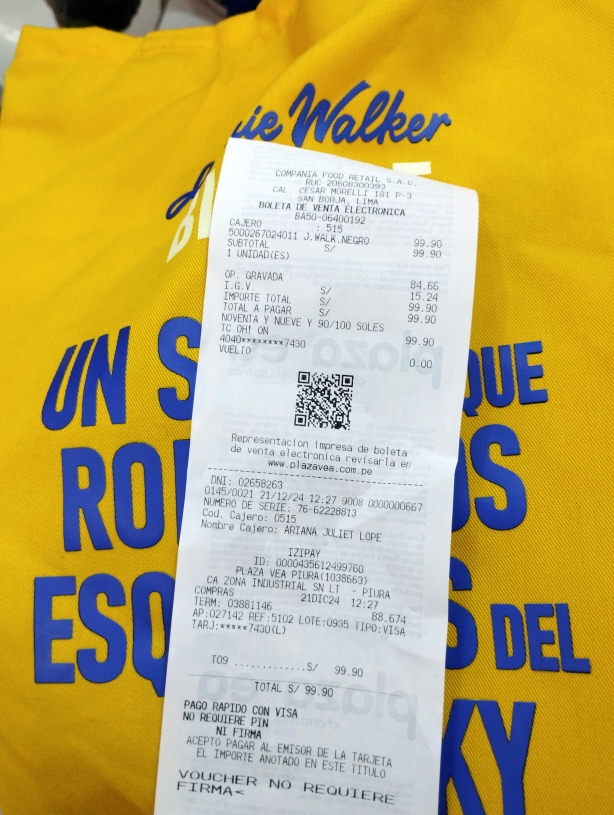 nie Walker
UN S QUE
RO OS
ESQ S DEL
KY
COMPANIA FOOD RETAIL S.A.C.
RUC 20608300393
CAL. CESAR MORELLI 181 P-3
SAN BORJA, LIMA
BOLETA DE VENTA ELECTRONICA
BA50-06400192
CAJERO : 515
5000267024011 J.WALK.NEGRO 99.90
SUBTOTAL S/ 99.90
1 UNIDAD(ES)
OP. GRAVADA 84.66
I.G.V. S/ 15.24
IMPORTE TOTAL S/ 99.90
TOTAL A PAGAR S/ 99.90
NOVENTA Y NUEVE Y 90/100 SOLES
TC OH! ON 99.90
4040********7430
VUELTO 0.00
Representacion impresa de boleta
de venta electronica revisarla en
www.plazavea.com.pe
DNI: 02658263
0145/0021 21/12/24 12:27 9008 0000000667
NUMERO DE SERIE: 76-62228813
Cod. Cajero: 0515
Nombre Cajero: ARIANA JULIET LOPE
IZIPAY
ID: 0000435612499760
PLAZA VEA PIURA(1038663)
CA ZONA INDUSTRIAL SN LT - PIURA
COMPRAS 21DIC24 12:27
TERM: 03881146 B8.674
AP:027142 REF:5102 LOTE:0935 TIPO:VISA
TARJ:*****7430(L)
T09 .............S/ 99.90
TOTAL S/ 99.90
PAGO RAPIDO CON VISA
NO REQUIERE PIN
NI FIRMA
ACEPTO PAGAR AL EMISOR DE LA TARJETA
EL IMPORTE ANOTADO EN ESTE TITULO
VOUCHER NO REQUIERE
FIRMA<